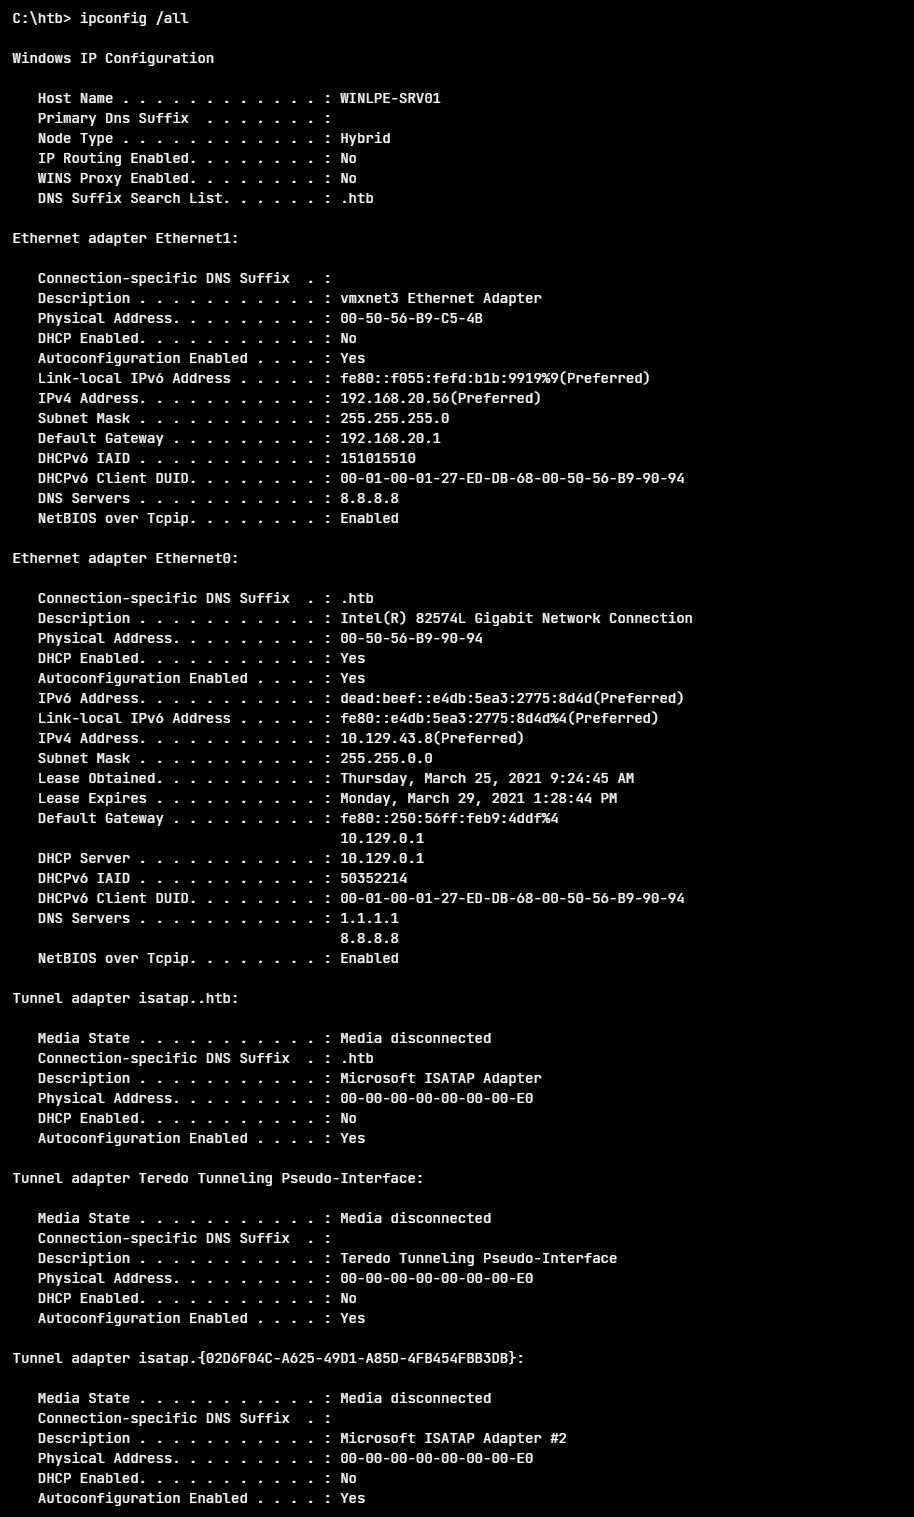 C:\htb> ipconfig /all
Windows IP Configuration
   Host Name . . . . . . . . . . . . : WINLPE-SRV01
   Primary Dns Suffix  . . . . . . . :
   Node Type . . . . . . . . . . . . : Hybrid
   IP Routing Enabled. . . . . . . . : No
   WINS Proxy Enabled. . . . . . . . : No
   DNS Suffix Search List. . . . . . : .htb
Ethernet adapter Ethernet1:
   Connection-specific DNS Suffix  . :
   Description . . . . . . . . . . . : vmxnet3 Ethernet Adapter
   Physical Address. . . . . . . . . : 00-50-56-B9-C5-4B
   DHCP Enabled. . . . . . . . . . . : No
   Autoconfiguration Enabled . . . . : Yes
   Link-local IPv6 Address . . . . . : fe80::f055:fefd:b1b:9919%9(Preferred)
   IPv4 Address. . . . . . . . . . . : 192.168.20.56(Preferred)
   Subnet Mask . . . . . . . . . . . : 255.255.255.0
   Default Gateway . . . . . . . . . : 192.168.20.1
   DHCPv6 IAID . . . . . . . . . . . : 151015510
   DHCPv6 Client DUID. . . . . . . . : 00-01-00-01-27-ED-DB-68-00-50-56-B9-90-94
   DNS Servers . . . . . . . . . . . : 8.8.8.8
   NetBIOS over Tcpip. . . . . . . . : Enabled
Ethernet adapter Ethernet0:
   Connection-specific DNS Suffix  . : .htb
   Description . . . . . . . . . . . : Intel(R) 82574L Gigabit Network Connection
   Physical Address. . . . . . . . . : 00-50-56-B9-90-94
   DHCP Enabled. . . . . . . . . . . : Yes
   Autoconfiguration Enabled . . . . : Yes
   IPv6 Address. . . . . . . . . . . : dead:beef::e4db:5ea3:2775:8d4d(Preferred)
   Link-local IPv6 Address . . . . . : fe80::e4db:5ea3:2775:8d4d%4(Preferred)
   IPv4 Address. . . . . . . . . . . : 10.129.43.8(Preferred)
   Subnet Mask . . . . . . . . . . . : 255.255.0.0
   Lease Obtained. . . . . . . . . . : Thursday, March 25, 2021 9:24:45 AM
   Lease Expires . . . . . . . . . . : Monday, March 29, 2021 1:28:44 PM
   Default Gateway . . . . . . . . . : fe80::250:56ff:feb9:4ddf%4
                                       10.129.0.1
   DHCP Server . . . . . . . . . . . : 10.129.0.1
   DHCPv6 IAID . . . . . . . . . . . : 50352214
   DHCPv6 Client DUID. . . . . . . . : 00-01-00-01-27-ED-DB-68-00-50-56-B9-90-94
   DNS Servers . . . . . . . . . . . : 1.1.1.1
                                       8.8.8.8
   NetBIOS over Tcpip. . . . . . . . : Enabled
Tunnel adapter isatap..htb:
   Media State . . . . . . . . . . . : Media disconnected
   Connection-specific DNS Suffix  . : .htb
   Description . . . . . . . . . . . : Microsoft ISATAP Adapter
   Physical Address. . . . . . . . . : 00-00-00-00-00-00-00-E0
   DHCP Enabled. . . . . . . . . . . : No
   Autoconfiguration Enabled . . . . : Yes
Tunnel adapter Teredo Tunneling Pseudo-Interface:
   Media State . . . . . . . . . . . : Media disconnected
   Connection-specific DNS Suffix  . :
   Description . . . . . . . . . . . : Teredo Tunneling Pseudo-Interface
   Physical Address. . . . . . . . . : 00-00-00-00-00-00-00-E0
   DHCP Enabled. . . . . . . . . . . : No
   Autoconfiguration Enabled . . . . : Yes
Tunnel adapter isatap.{02D6F04C-A625-49D1-A85D-4FB454FBB3DB}:
   Media State . . . . . . . . . . . : Media disconnected
   Connection-specific DNS Suffix  . :
   Description . . . . . . . . . . . : Microsoft ISATAP Adapter #2
   Physical Address. . . . . . . . . : 00-00-00-00-00-00-00-E0
   DHCP Enabled. . . . . . . . . . . : No
   Autoconfiguration Enabled . . . . : Yes